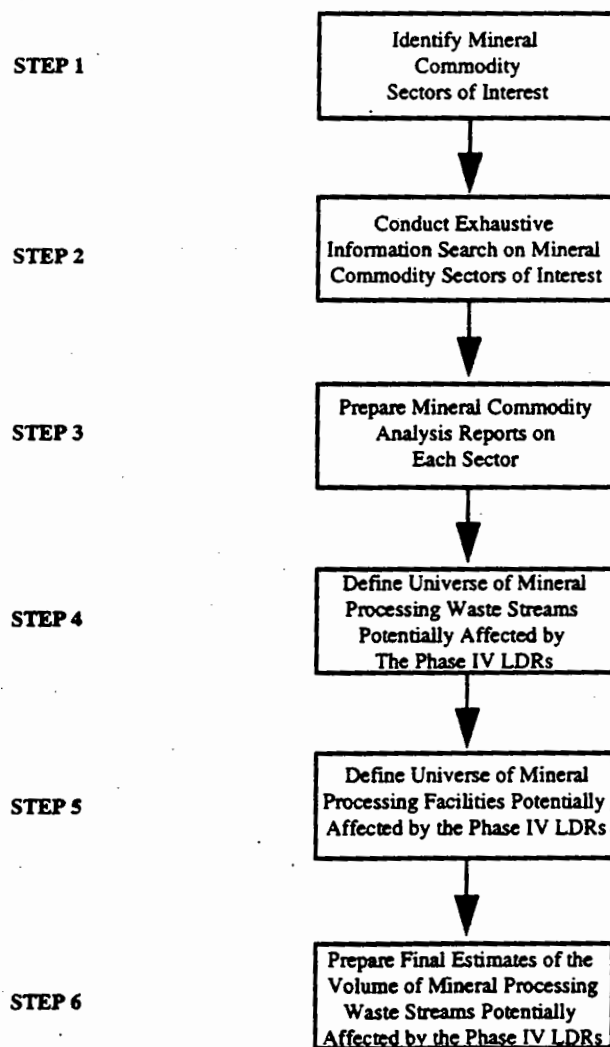 STEP 1
Identify Mineral
Commodity
Sectors of Interest
STEP 2
Conduct Exhaustive
Information Search on Mineral
Commodity Sectors of Interest
STEP 3
Prepare Mineral Commodity
Analysis Reports on
Each Sector
STEP 4
Define Universe of Mineral
Processing Waste Streams
Potentially Affected by
The Phase IV LDRs
STEP 5
Define Universe of Mineral
Processing Facilities Potentially
Affected by the Phase IV LDRs
STEP 6
Prepare Final Estimates of the
Volume of Mineral Processing
Waste Streams Potentially
Affected by the Phase IV LDRs